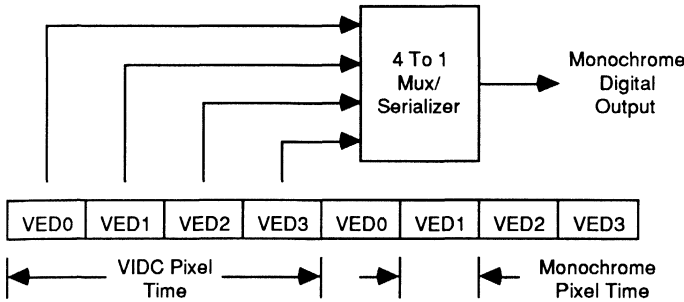 4 To 1
Mux/
Serializer
Monochrome
Digital
Output
VED0 VED1 VED2 VED3 VED0 VED1 VED2 VED3
VIDC Pixel
Time
Monochrome
Pixel Time